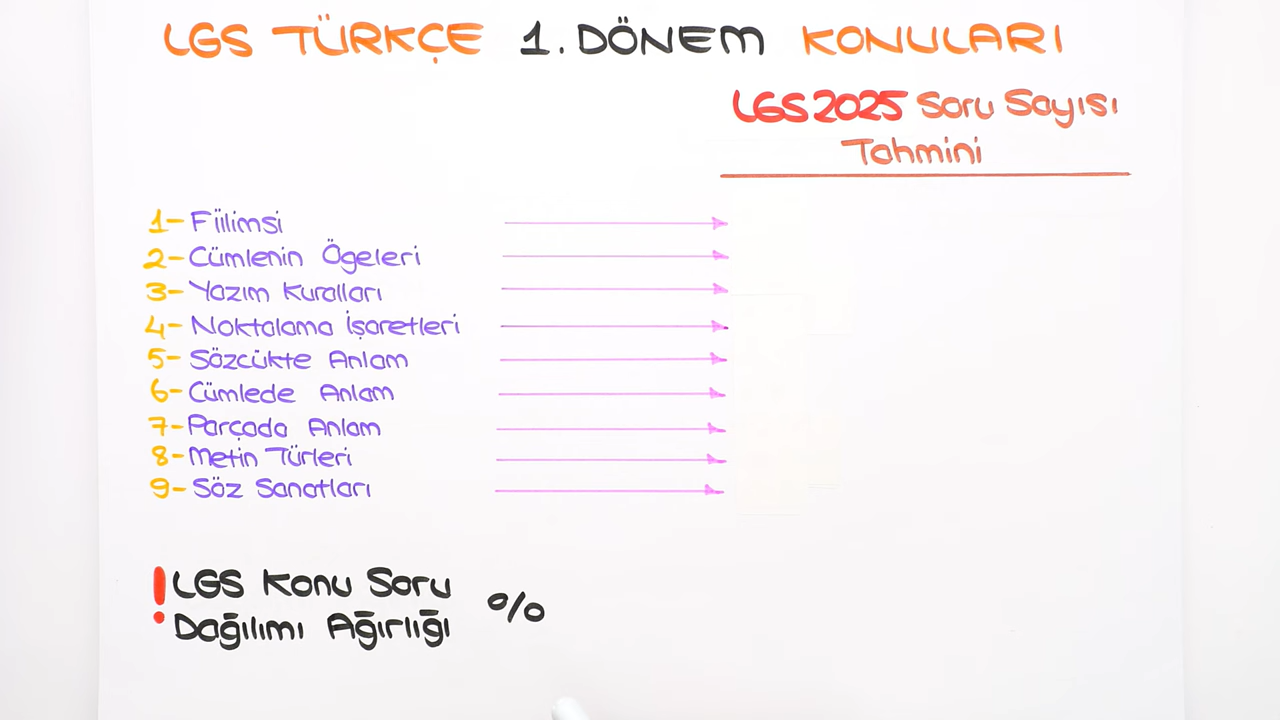 LGS TÜRKÇE 1. DÖNEM KONULARI
LGS 2025 Soru Sayısı
Tahmini
1- Fiilimsi
2- Cümlenin Ögeleri
3- Yazım Kuralları
4- Noktalama İşaretleri
5- Sözcükte Anlam
6- Cümlede Anlam
7- Parçada Anlam
8- Metin Türleri
9- Söz Sanatları
! LGS Konu Soru
Dağılımı Ağırlığı %